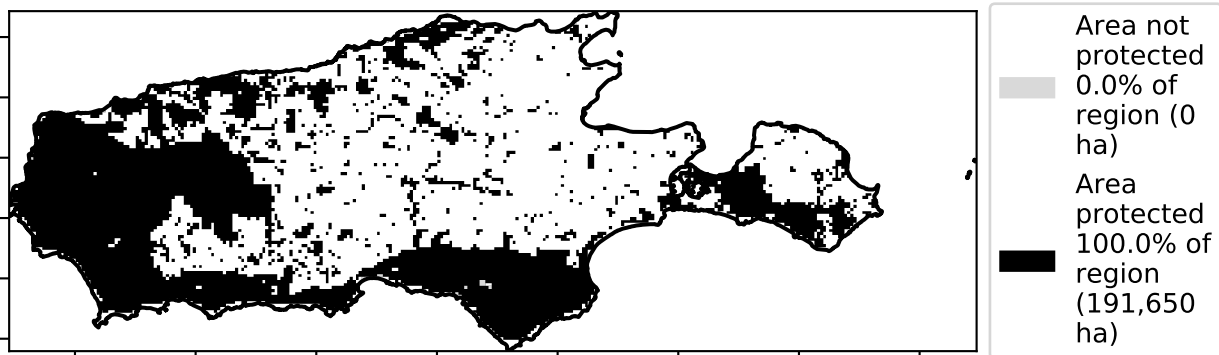 Area not
protected
0.0% of
region (0
ha)
Area
protected
100.0% of
region
(191,650
ha)